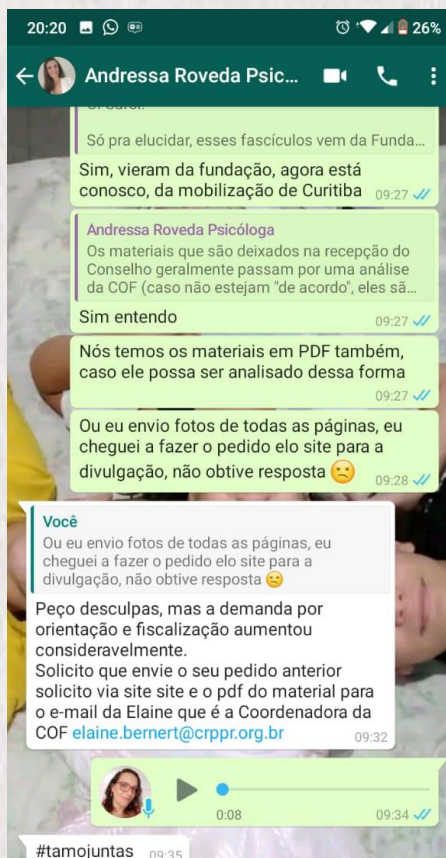 20:20
26%
Andressa Roveda Psic...
Só pra elucidar, esses fascículos vem da Funda...
Sim, vieram da fundação, agora está
conosco, da mobilização de Curitiba 09:27
Andressa Roveda Psicóloga
Os materiais que são deixados na recepção do
Conselho geralmente passam por uma análise
da COF (caso não estejam "de acordo", eles sã...
Sim entendo 09:27
Nós temos os materiais em PDF também,
caso ele possa ser analisado dessa forma
09:27
Ou eu envio fotos de todas as páginas, eu
cheguei a fazer o pedido elo site para a
divulgação, não obtive resposta 😕 09:28
Você
Ou eu envio fotos de todas as páginas, eu
cheguei a fazer o pedido elo site para a
divulgação, não obtive resposta 😕
Peço desculpas, mas a demanda por
orientação e fiscalização aumentou
consideravelmente.
Solicito que envie o seu pedido anterior
solicito via site site e o pdf do material para
o e-mail da Elaine que é a Coordenadora da
COF elaine.bernert@crppr.org.br 09:32
0:08 09:34
#tamojuntas 09:35